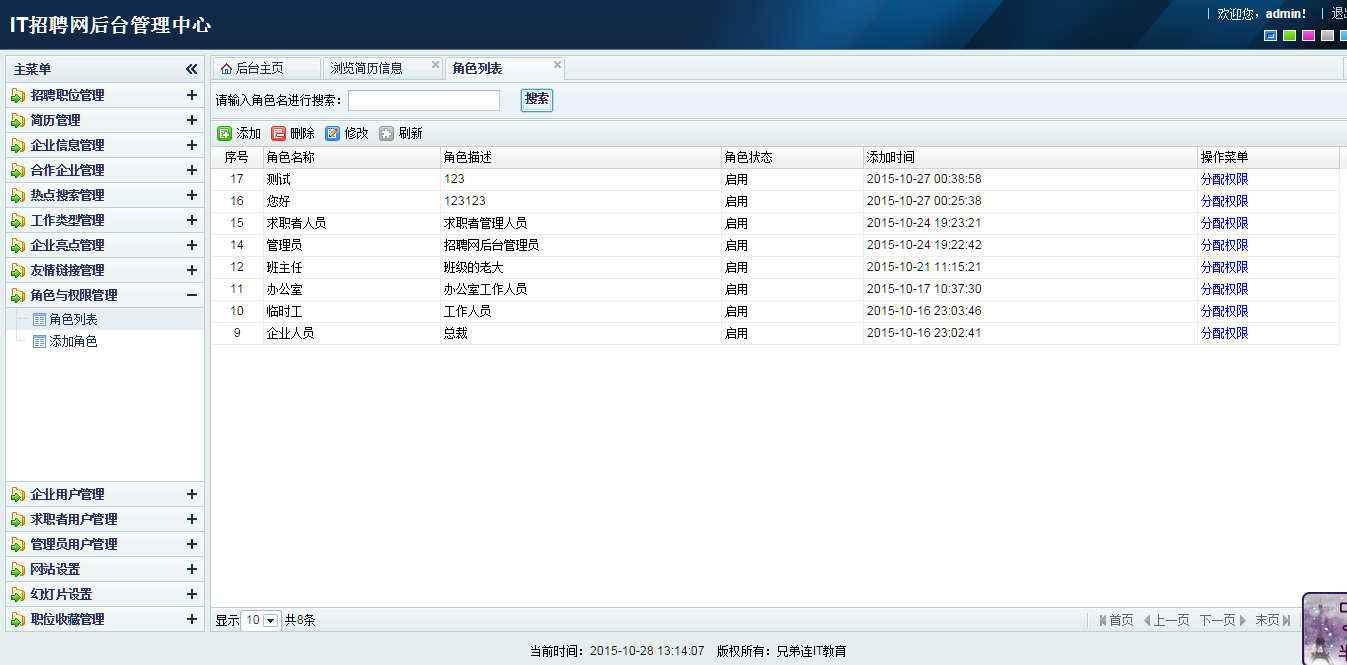 IT招聘网后台管理中心
欢迎您，admin!
主菜单
招聘职位管理
简历管理
企业信息管理
合作企业管理
热点搜索管理
工作类型管理
企业亮点管理
友情链接管理
角色与权限管理
角色列表
添加角色
企业用户管理
求职者用户管理
管理员用户管理
网站设置
幻灯片设置
职位收藏管理
后台主页 浏览简历信息 角色列表
请输入角色名进行搜索： 搜索
添加 删除 修改 刷新
序号 角色名称 角色描述 角色状态 添加时间 操作菜单
17 测试 123 启用 2015-10-27 00:38:58 分配权限
16 您好 123123 启用 2015-10-27 00:25:38 分配权限
15 求职者人员 求职者管理人员 启用 2015-10-24 19:23:21 分配权限
14 管理员 招聘网后台管理员 启用 2015-10-24 19:22:42 分配权限
12 班主任 班级的老大 启用 2015-10-21 11:15:21 分配权限
11 办公室 办公室工作人员 启用 2015-10-17 10:37:30 分配权限
10 临时工 工作人员 启用 2015-10-16 23:03:46 分配权限
9 企业人员 总裁 启用 2015-10-16 23:02:41 分配权限
显示 10 共8条
首页 上一页 下一页 末页
当前时间：2015-10-28 13:14:07 版权所有：兄弟连IT教育